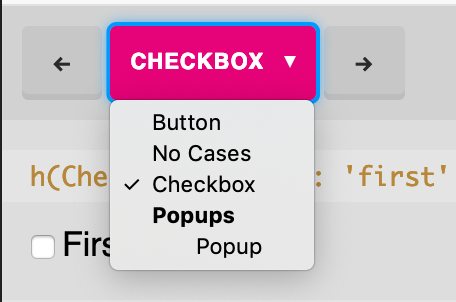 ← CHECKBOX ▼ →
Button
No Cases
✓ Checkbox
Popups
Popup
h(Che : 'first'
Firs